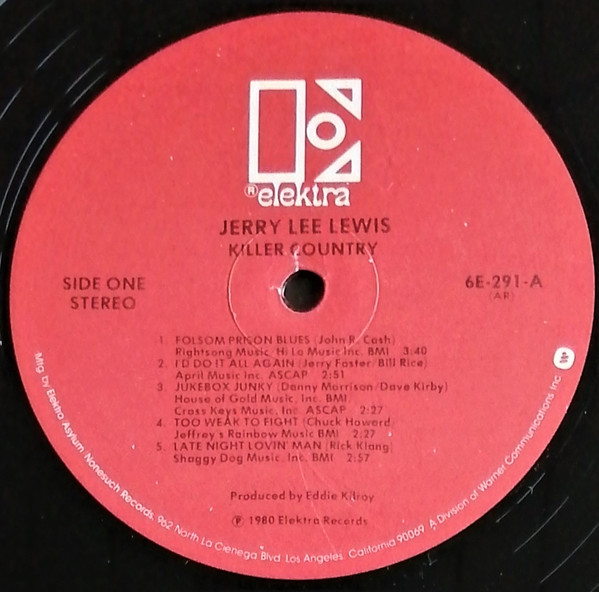 ® elektra
JERRY LEE LEWIS
KILLER COUNTRY
SIDE ONE
STEREO
6E-291-A
(AR)
1. FOLSOM PRISON BLUES (John R. Cash)
Rightsong Music/Hi Lo Music Inc. BMI 3:40
2. I'D DO IT ALL AGAIN (Jerry Foster/Bill Rice)
April Music Inc. ASCAP 2:51
3. JUKEBOX JUNKY (Danny Morrison/Dave Kirby)
House of Gold Music, Inc. BMI
Cross Keys Music, Inc. ASCAP 2:27
4. TOO WEAK TO FIGHT (Chuck Howard)
Jeffrey's Rainbow Music BMI 2:27
5. LATE NIGHT LOVIN' MAN (Rick Klang)
Shaggy Dog Music, Inc. BMI 2:57
Produced by Eddie Kilroy
℗ 1980 Elektra Records
Mfg. by Elektra/Asylum/Nonesuch Records, 962 North La Cienega Blvd. Los Angeles, California 90069. A Division of Warner Communications Inc.